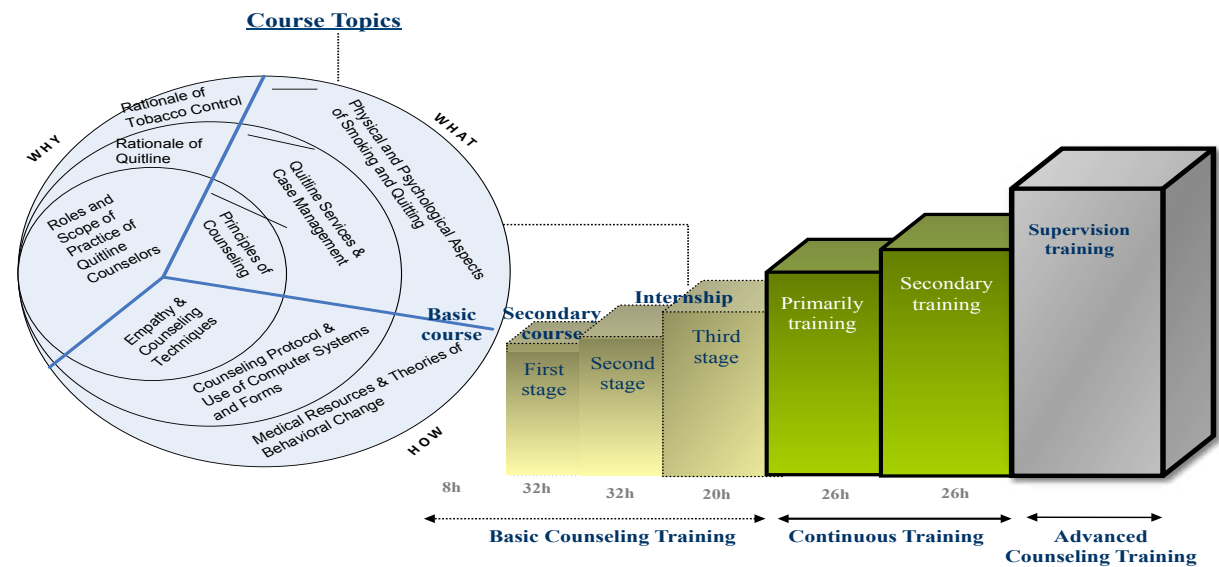 Course Topics
Rationale of
Tobacco Control
WHY
WHAT
Physical and Psychological Aspects
of Smoking and Quitting
Rationale of
Quitline
Quitline Services &
Case Management
Roles and
Scope of
Practice of
Quitline
Counselors
Principles of
Counseling
Empathy &
Counseling
Techniques
Counseling Protocol &
Use of Computer Systems
and Forms
Medical Resources & Theories of
Behavioral Change
HOW
Basic
course
Secondary
course
Internship
First
stage
Second
stage
Third
stage
Primarily
training
Secondary
training
Supervision
training
8h
32h
32h
20h
26h
26h
Basic Counseling Training
Continuous Training
Advanced
Counseling Training